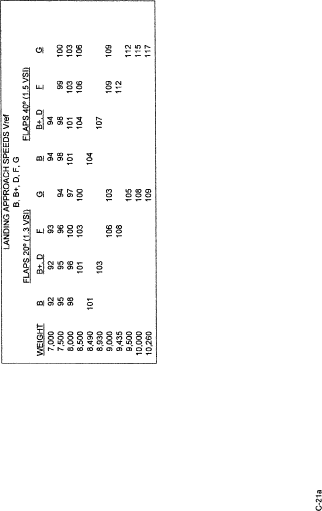 LANDING APPROACH SPEEDS Vref
B, B+, D, F, G
FLAPS 20° (1.3 VSI) FLAPS 40° (1.5 VSI)
WEIGHT B B+, D F G B B+, D F G
7,000 92 92 93 94 94
7,500 95 95 96 94 98 98 99 100
8,000 98 98 100 97 101 101 103 103
8,500 101 103 100 104 106 106
8,490 101 104
8,930 103 107
9,000 106 103 109 109
9,435 108 112
9,500 105 112
10,000 108 115
10,260 109 117
C-21a